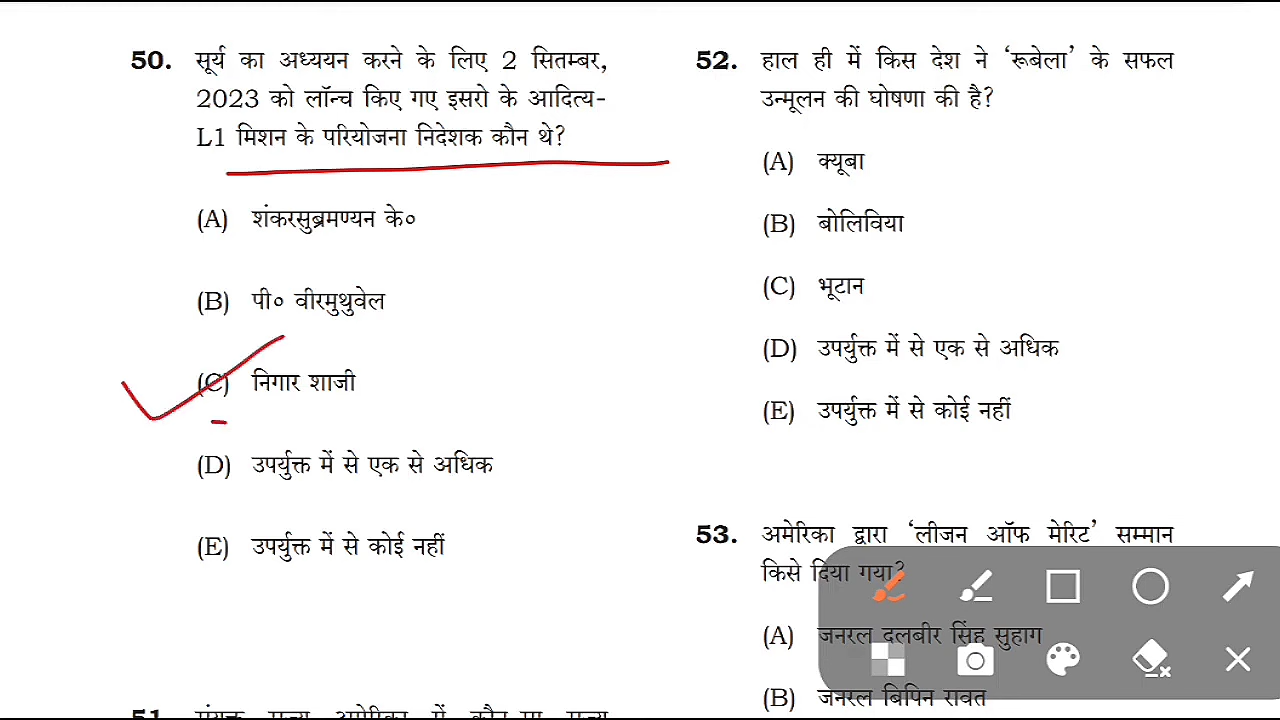 50. सूर्य का अध्ययन करने के लिए 2 सितम्बर,
2023 को लॉन्च किए गए इसरो के आदित्य-
L1 मिशन के परियोजना निदेशक कौन थे?
(A) शंकरसुब्रमण्यन के०
(B) पी० वीरमुथुवेल
(C) निगार शाजी
(D) उपर्युक्त में से एक से अधिक
(E) उपर्युक्त में से कोई नहीं
52. हाल ही में किस देश ने ‘रूबेला’ के सफल
उन्मूलन की घोषणा की है?
(A) क्यूबा
(B) बोलिविया
(C) भूटान
(D) उपर्युक्त में से एक से अधिक
(E) उपर्युक्त में से कोई नहीं
53. अमेरिका द्वारा ‘लीजन ऑफ मेरिट’ सम्मान
किसे दिया गया?
(A) जनरल दलबीर सिंह सुहाग
(B) जनरल बिपिन रावत